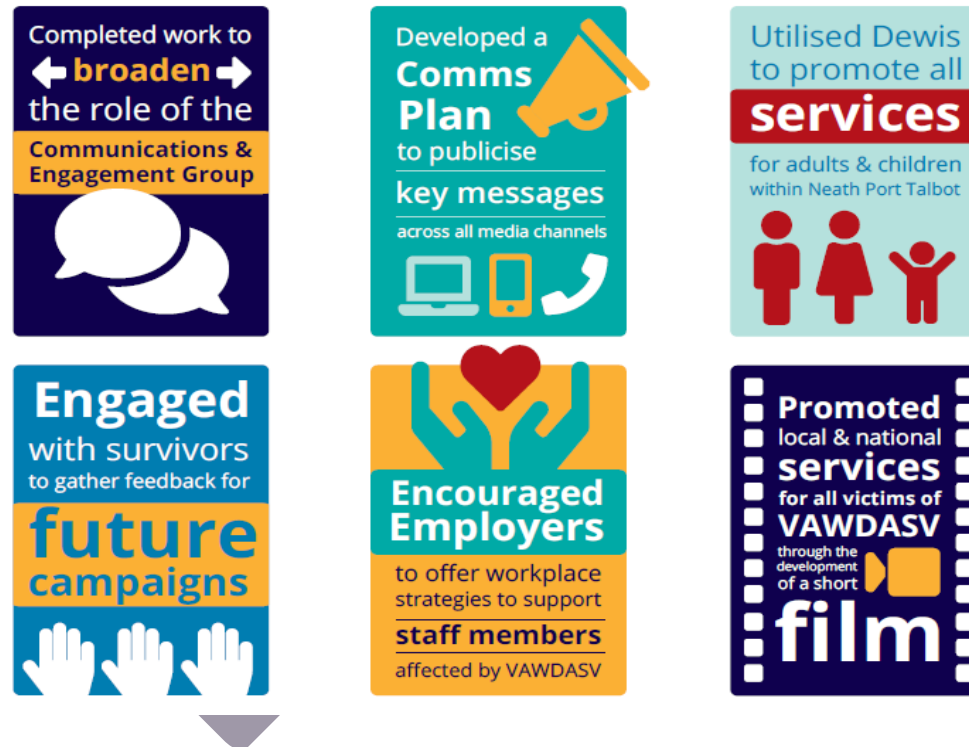 Completed work to
broaden
the role of the
Communications &
Engagement Group
Developed a
Comms
Plan
to publicise
key messages
across all media channels
Utilised Dewis
to promote all
services
for adults & children
within Neath Port Talbot
Engaged
with survivors
to gather feedback for
future
campaigns
Encouraged
Employers
to offer workplace
strategies to support
staff members
affected by VAWDASV
Promoted
local & national
services
for all victims of
VAWDASV
through the
development
of a short
film